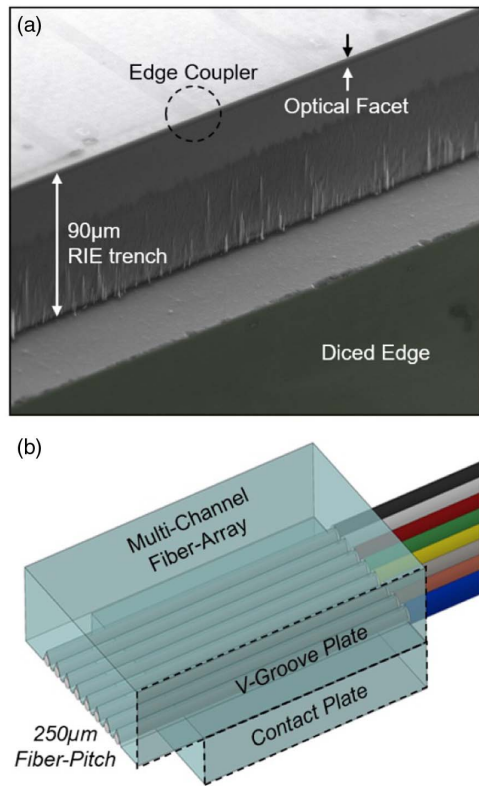 (a)
Edge Coupler
Optical Facet
90μm
RIE trench
Diced Edge
(b)
Multi-Channel
Fiber-Array
V-Groove Plate
Contact Plate
250μm
Fiber-Pitch